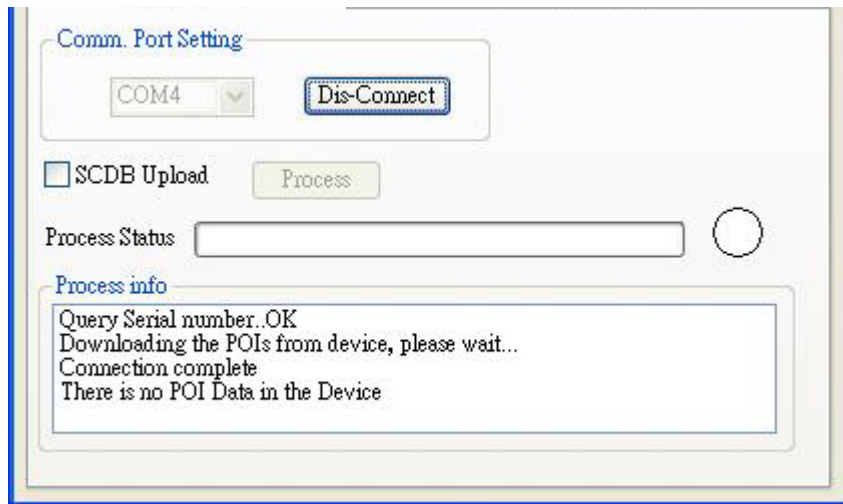 Comm. Port Setting
COM4
Dis-Connect
SCDB Upload
Process
Process Status
Process info
Query Serial number..OK
Downloading the POIs from device, please wait...
Connection complete
There is no POI Data in the Device